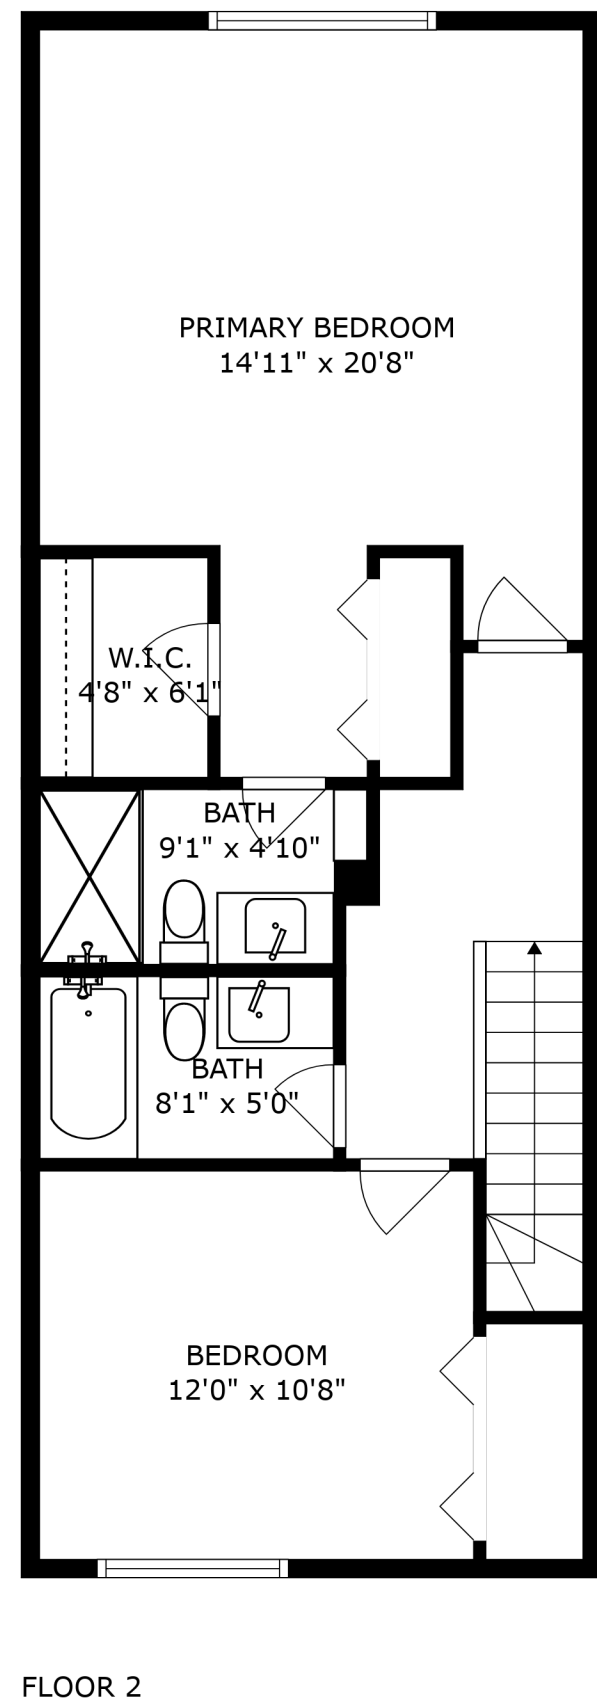 PRIMARY BEDROOM
14'11" x 20'8"
W.I.C.
4'8" x 6'1"
BATH
9'1" x 4'10"
BATH
8'1" x 5'0"
BEDROOM
12'0" x 10'8"
FLOOR 2